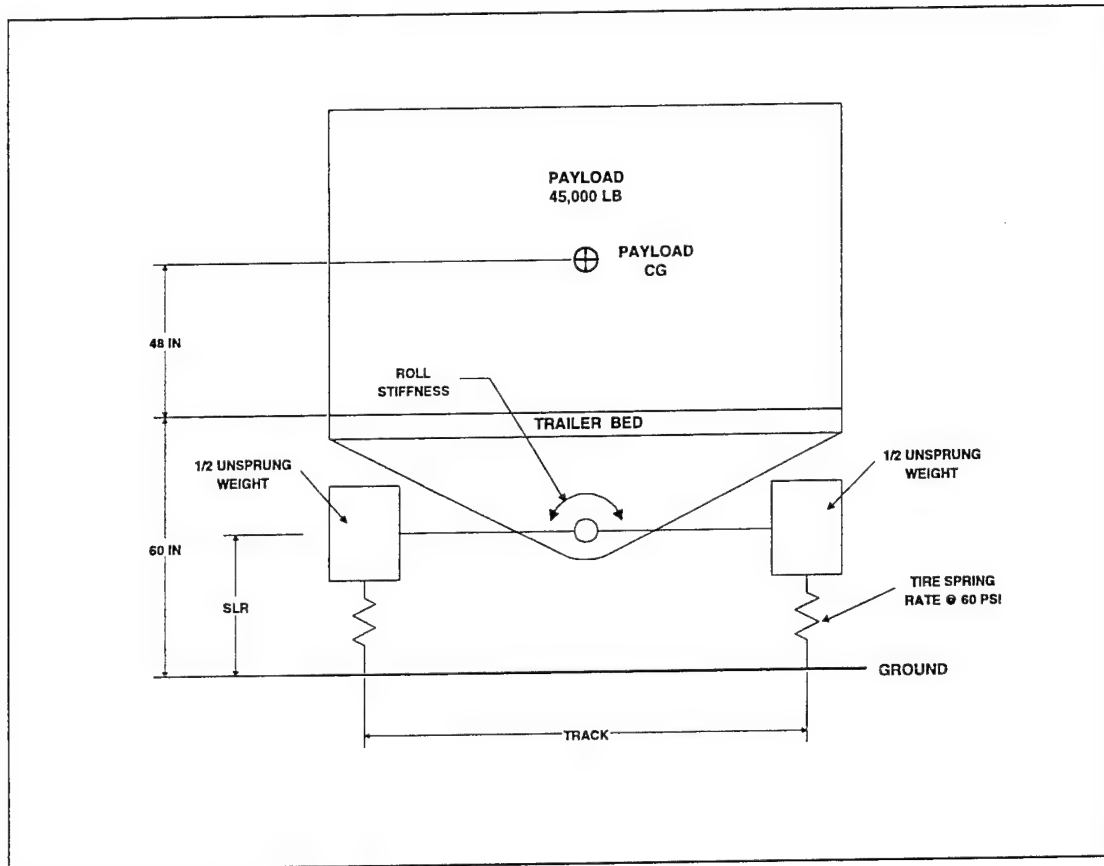 PAYLOAD
45,000 LB
PAYLOAD
CG
48 IN
ROLL
STIFFNESS
TRAILER BED
1/2 UNSPRUNG
WEIGHT
1/2 UNSPRUNG
WEIGHT
60 IN
SLR
TIRE SPRING
RATE @ 60 PSI
GROUND
TRACK